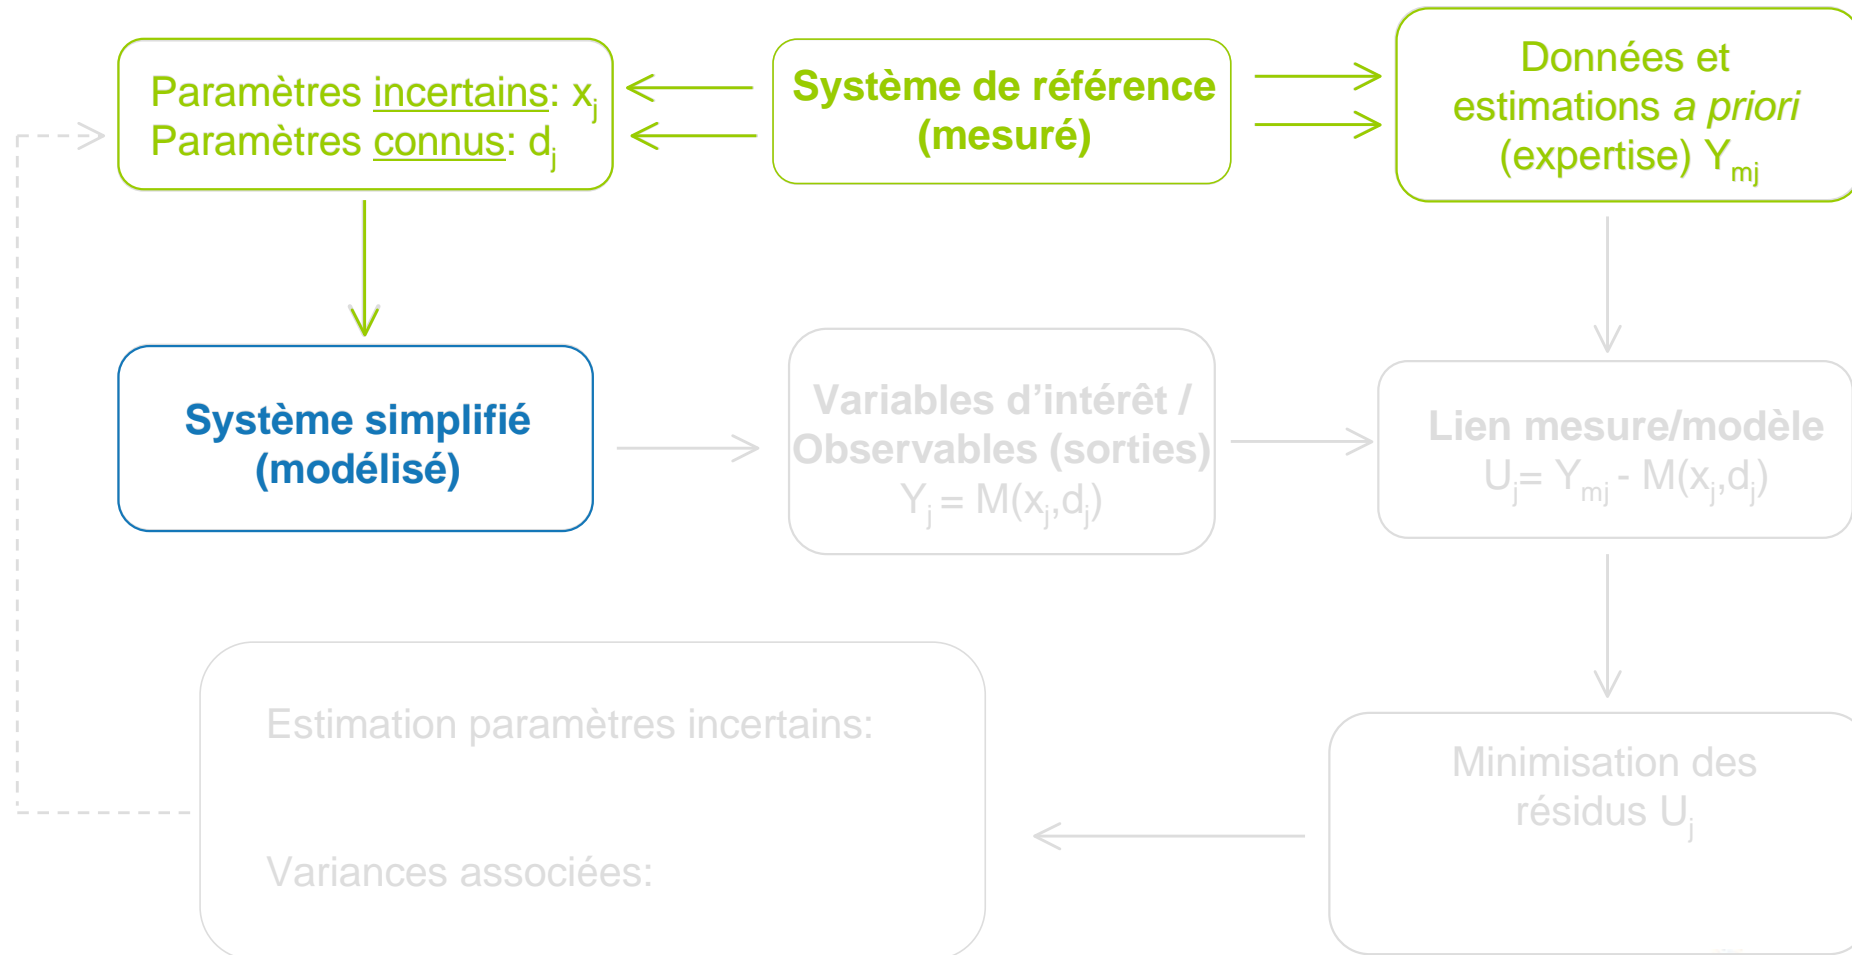 Paramètres incertains: xj
Paramètres connus: dj
Système de référence
(mesuré)
Données et
estimations a priori
(expertise) Ymj
Système simplifié
(modélisé)
Variables d’intérêt /
Observables (sorties)
Yj = M(xj,dj)
Lien mesure/modèle
Uj= Ymj - M(xj,dj)
Estimation paramètres incertains:
Variances associées:
Minimisation des
résidus Uj